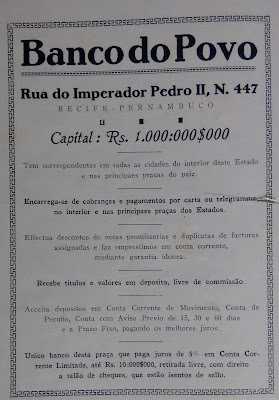 Banco do Povo
Rua do Imperador Pedro II, N. 447
RECIFE - PERNAMBUCO
Capital : Rs. 1.000:000$000
Tem correspondentes em todas as cidades do interior deste Estado
e nas principaes praças do paiz.
Encarrega-se de cobranças e pagamentos por carta ou telegramma
no interior e nas principaes praças dos Estados.
Effectua descontos de notas promissorias e duplicatas de facturas
assignadas e faz emprestimos em conta corrente,
mediante garantia idonea.
Recebe titulos e valores em deposito, livre de commissão.
Acceita depositos em Conta Corrente de Movimento, Conta de
Peculio, Conta com Aviso Previo de 15, 30 e 60 dias
e a Prazo Fixo, pagando os melhores juros.
Unico banco desta praça que paga juros de 5% em Conta Cor-
rente Limitada, até Rs. 10:000$000, retirada livre, com direito
a talão de cheques, que estão isentos de sello.